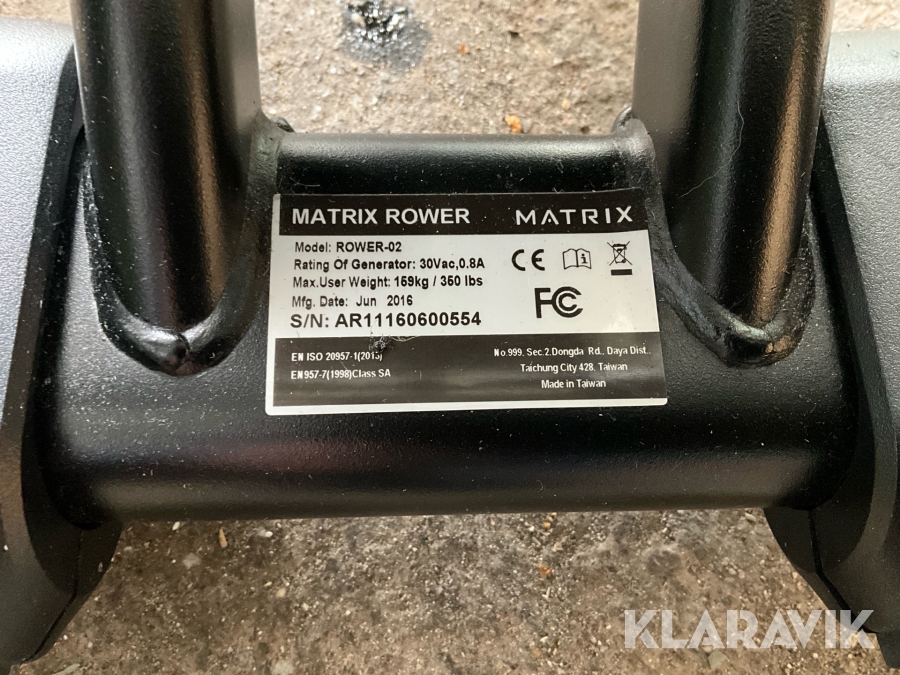 MATRIX ROWER MATRIX
Model: ROWER-02
Rating Of Generator: 30Vac,0.8A
Max.User Weight: 159kg / 350 lbs
Mfg. Date: Jun 2016
S/N: AR11160600554
CE
FC
EN ISO 20957-1(2013)
EN957-7(1998)Class SA
No.999, Sec.2.Dongda Rd., Daya Dist.,
Taichung City 428, Taiwan
Made in Taiwan
KLARAVIK